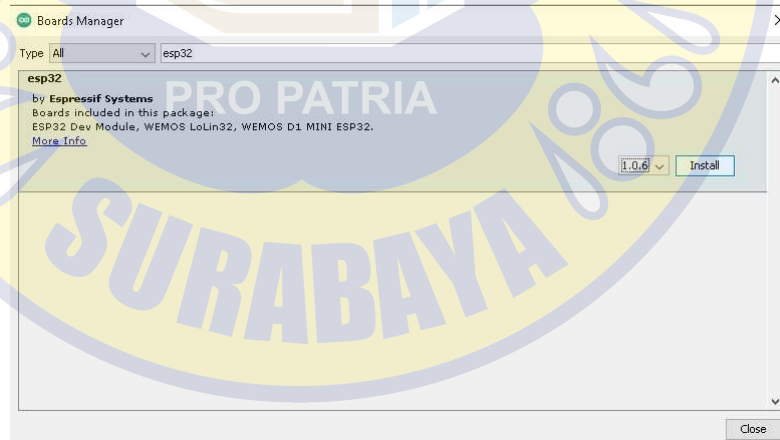 Boards Manager
Type All esp32
esp32
by Espressif Systems
Boards included in this package:
ESP32 Dev Module, WEMOS LoLin32, WEMOS D1 MINI ESP32.
More Info
1.0.6 Install
PRO PATRIA
SURABAYA
Close